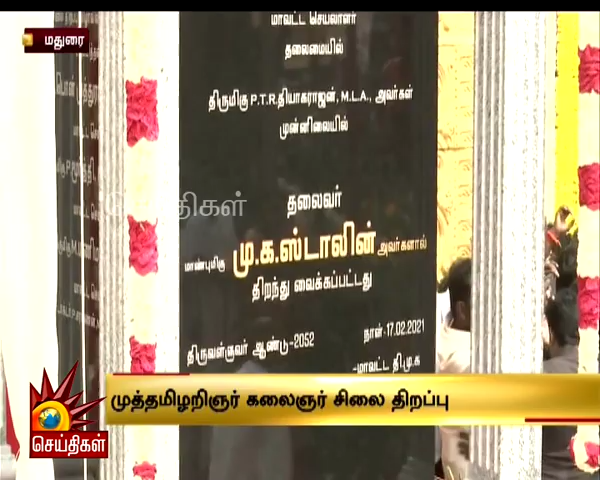 மதுரை
மாவட்ட செயலாளர்
தலைமையில்
திருமிகு P.T.R.தியாகராஜன், M.L.A., அவர்கள்
முன்னிலையில்
செய்திகள்
தலைவர்
மாண்புமிகு மு.க.ஸ்டாலின் அவர்களால்
திறந்து வைக்கப்பட்டது
திருவள்ளுவர் ஆண்டு-2052 நாள்-17.02.2021
-மாவட்ட தி.மு.க
முத்தமிழறிஞர் கலைஞர் சிலை திறப்பு
செய்திகள்